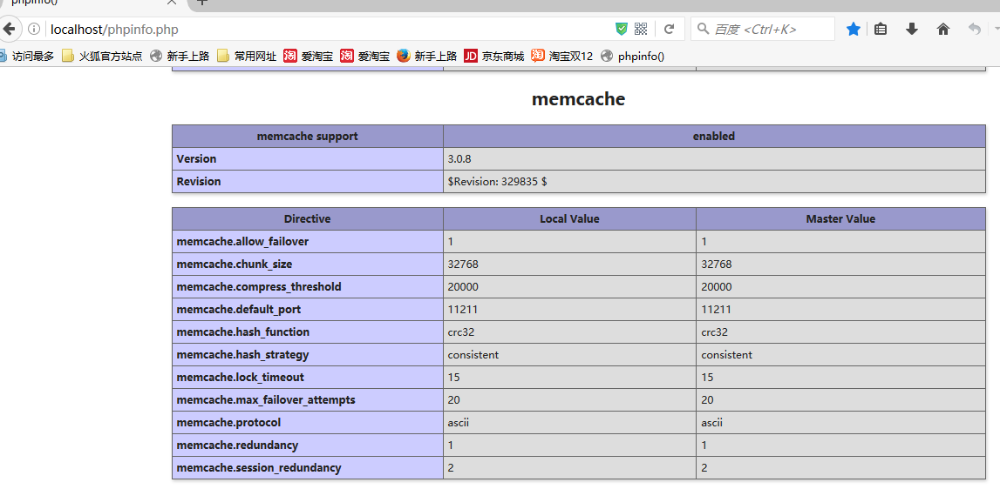 phpinfo()
localhost/phpinfo.php
百度 <Ctrl+K>
访问最多 火狐官方站点 新手上路 常用网址 淘 爱淘宝 淘 爱淘宝 新手上路 JD 京东商城 淘 淘宝双12 phpinfo()
memcache
memcache support enabled
Version 3.0.8
Revision $Revision: 329835 $
Directive Local Value Master Value
memcache.allow_failover 1 1
memcache.chunk_size 32768 32768
memcache.compress_threshold 20000 20000
memcache.default_port 11211 11211
memcache.hash_function crc32 crc32
memcache.hash_strategy consistent consistent
memcache.lock_timeout 15 15
memcache.max_failover_attempts 20 20
memcache.protocol ascii ascii
memcache.redundancy 1 1
memcache.session_redundancy 2 2